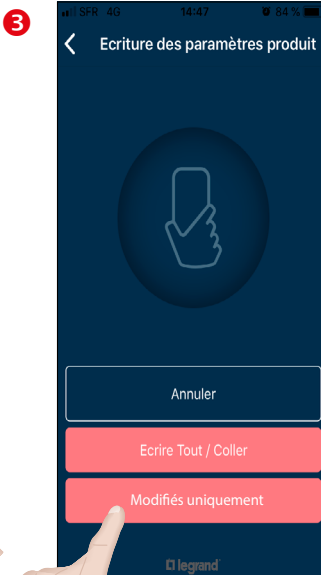 3
SFR 4G 14:47 84 %
Ecriture des paramètres produit
Annuler
Ecrire Tout / Coller
Modifiés uniquement
legrand